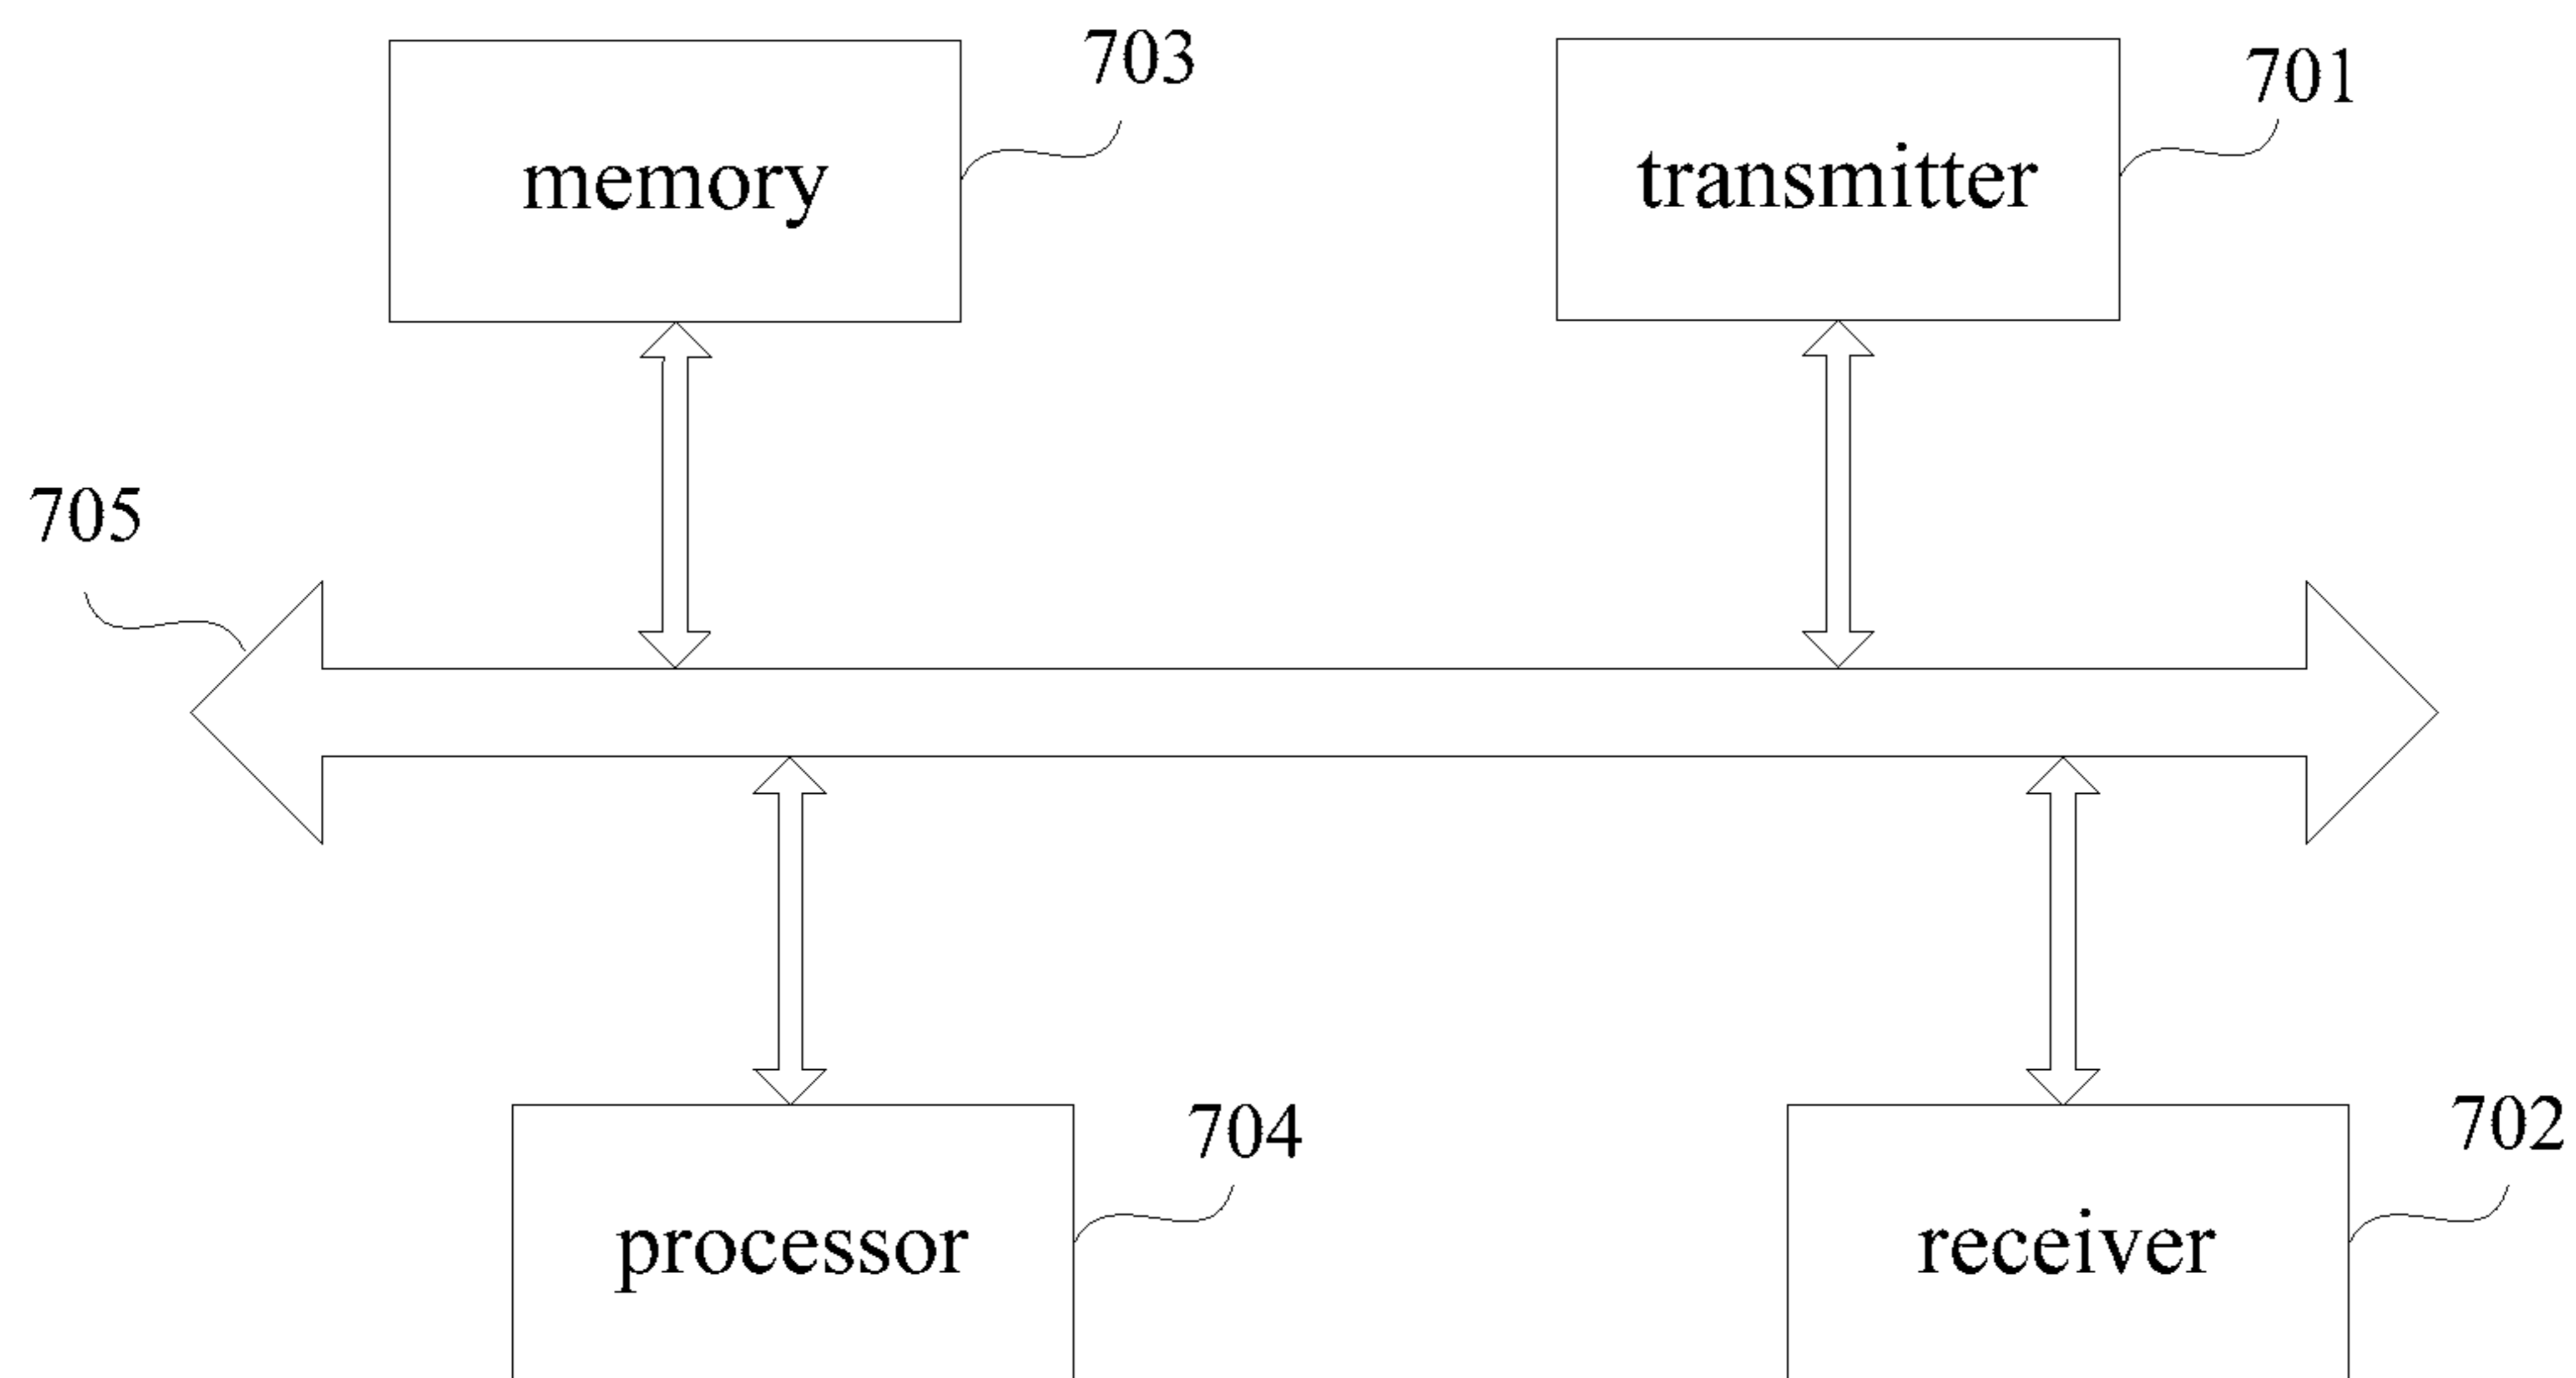 703
701
memory
transmitter
705
704
702
processor
receiver